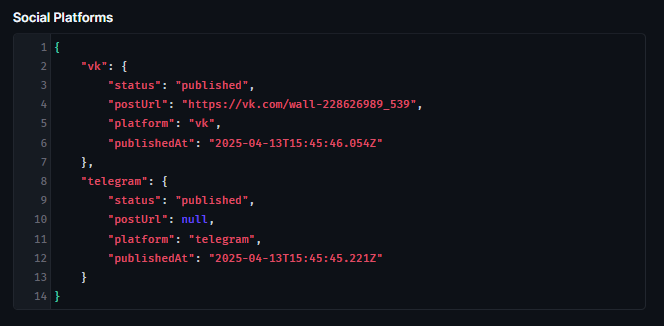 Social Platforms
1 {
2     "vk": {
3         "status": "published",
4         "postUrl": "https://vk.com/wall-228626989_539",
5         "platform": "vk",
6         "publishedAt": "2025-04-13T15:45:46.054Z"
7     },
8     "telegram": {
9         "status": "published",
10         "postUrl": null,
11         "platform": "telegram",
12         "publishedAt": "2025-04-13T15:45:45.221Z"
13     }
14 }